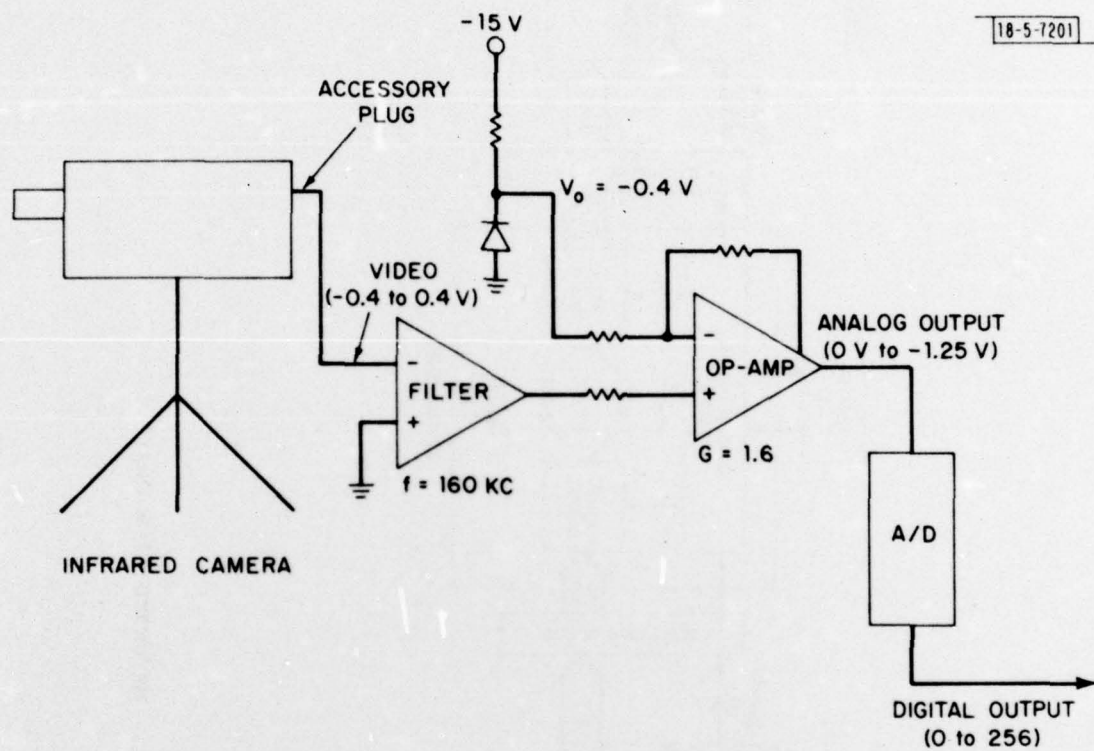 18-5-7201
-15 V
ACCESSORY
PLUG
V₀ = -0.4 V
VIDEO
(-0.4 to 0.4 V)
-
FILTER
+
f = 160 KC
-
OP-AMP
+
G = 1.6
ANALOG OUTPUT
(0 V to -1.25 V)
INFRARED CAMERA
A/D
DIGITAL OUTPUT
(0 to 256)